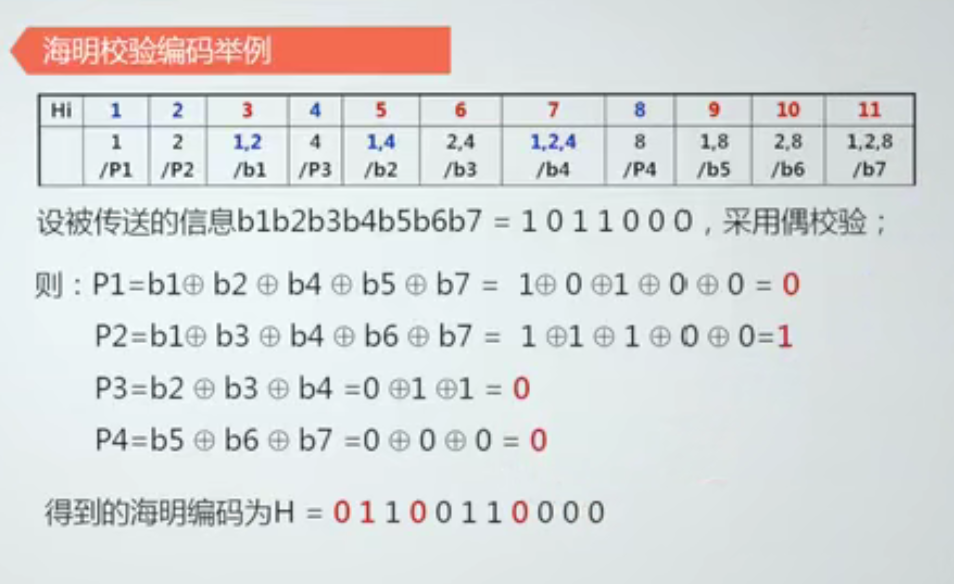 海明校验编码举例
Hi 1 2 3 4 5 6 7 8 9 10 11
1 2 1,2 4 1,4 2,4 1,2,4 8 1,8 2,8 1,2,8
/P1 /P2 /b1 /P3 /b2 /b3 /b4 /P4 /b5 /b6 /b7
设被传送的信息b1b2b3b4b5b6b7 = 1 0 1 1 0 0 0，采用偶校验；
则：P1=b1⊕ b2 ⊕ b4 ⊕ b5 ⊕ b7 = 1⊕ 0 ⊕1 ⊕ 0 ⊕ 0 = 0
P2=b1⊕ b3 ⊕ b4 ⊕ b6 ⊕ b7 = 1 ⊕1 ⊕ 1 ⊕ 0 ⊕ 0=1
P3=b2 ⊕ b3 ⊕ b4 =0 ⊕1 ⊕1 = 0
P4=b5 ⊕ b6 ⊕ b7 =0 ⊕ 0 ⊕ 0 = 0
得到的海明编码为H = 0 1 1 0 0 1 1 0 0 0 0